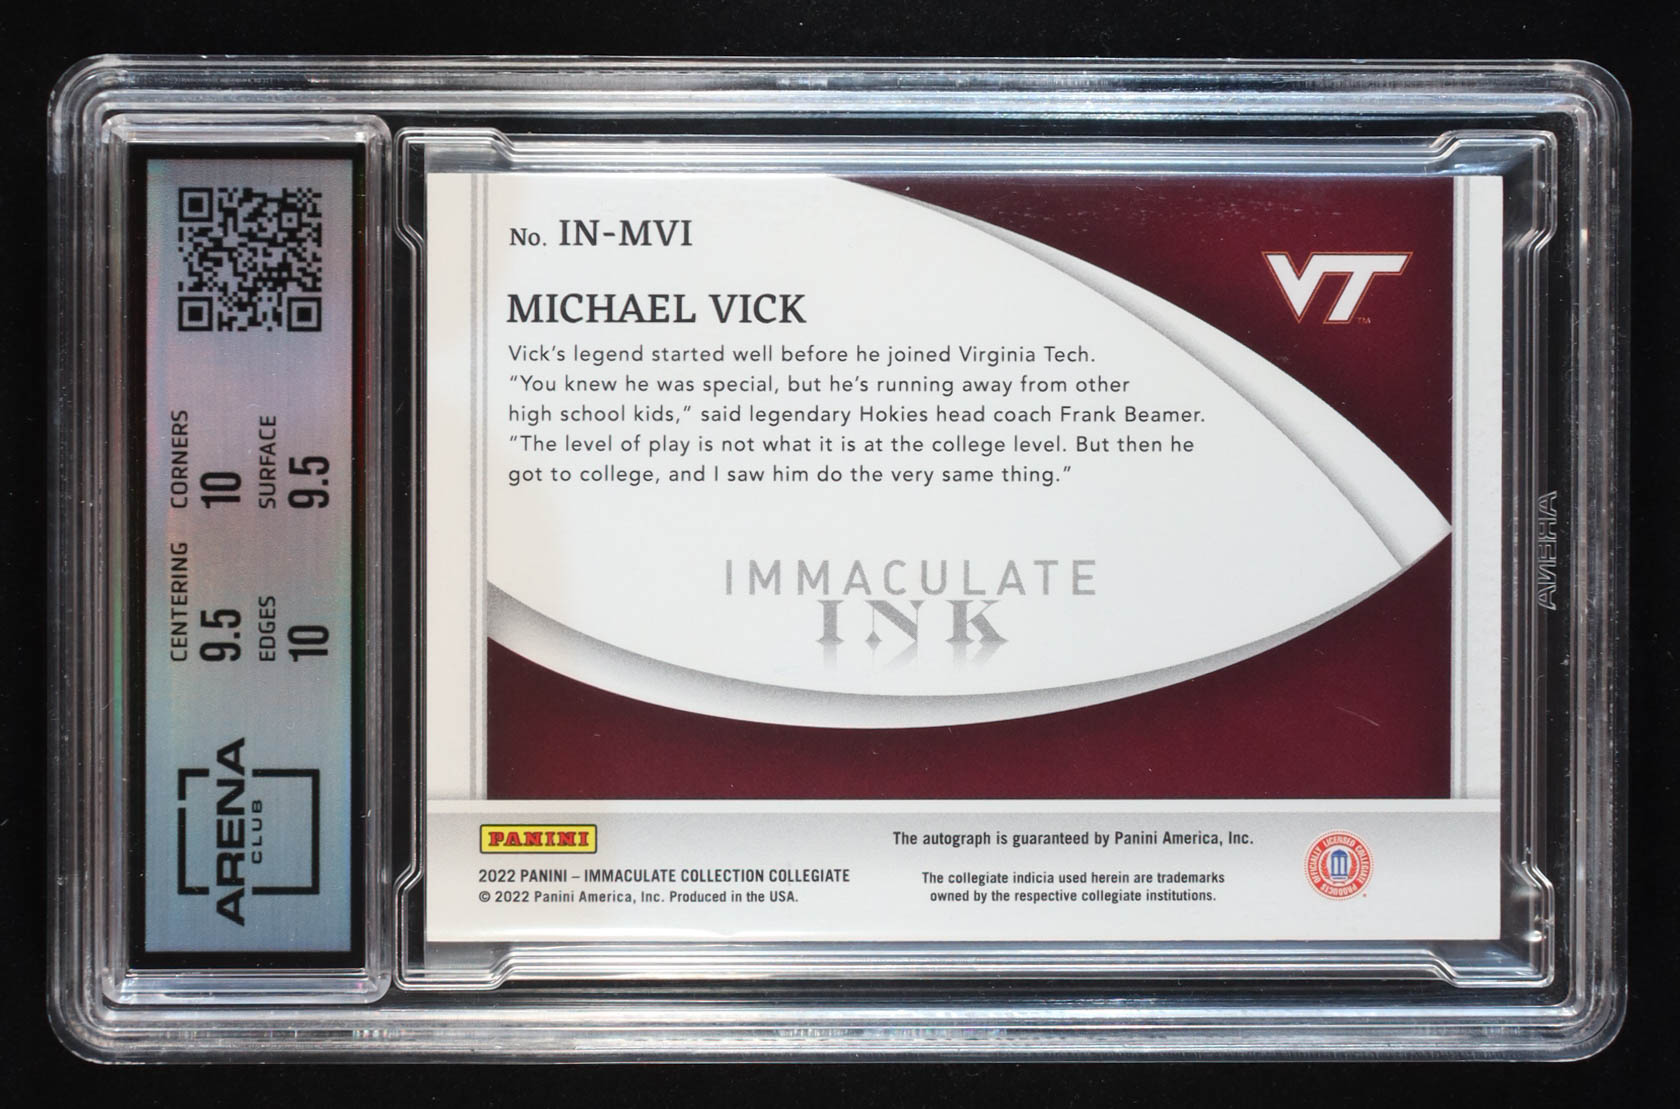 CENTERING
9.5
CORNERS
10
EDGES
10
SURFACE
9.5
ARENA
CLUB
No. IN-MVI
VT
TM
MICHAEL VICK
Vick’s legend started well before he joined Virginia Tech.
“You knew he was special, but he’s running away from other
high school kids,” said legendary Hokies head coach Frank Beamer.
“The level of play is not what it is at the college level. But then he
got to college, and I saw him do the very same thing.”
IMMACULATE
INK
PANINI
2022 PANINI – IMMACULATE COLLECTION COLLEGIATE
© 2022 Panini America, Inc. Produced in the USA.
The autograph is guaranteed by Panini America, Inc.
The collegiate indicia used herein are trademarks
owned by the respective collegiate institutions.
OFFICIALLY LICENSED COLLEGIATE PRODUCTS
ARENA